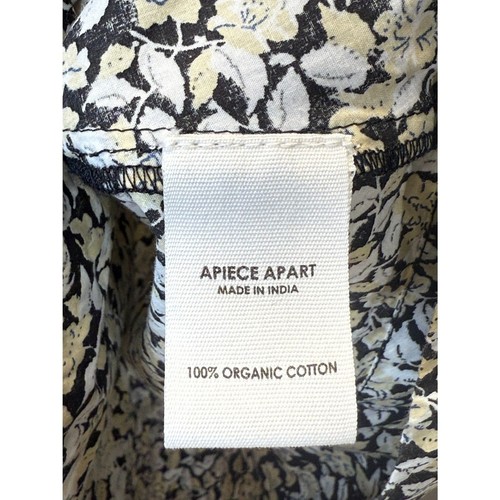 APIECE APART
MADE IN INDIA
100% ORGANIC COTTON